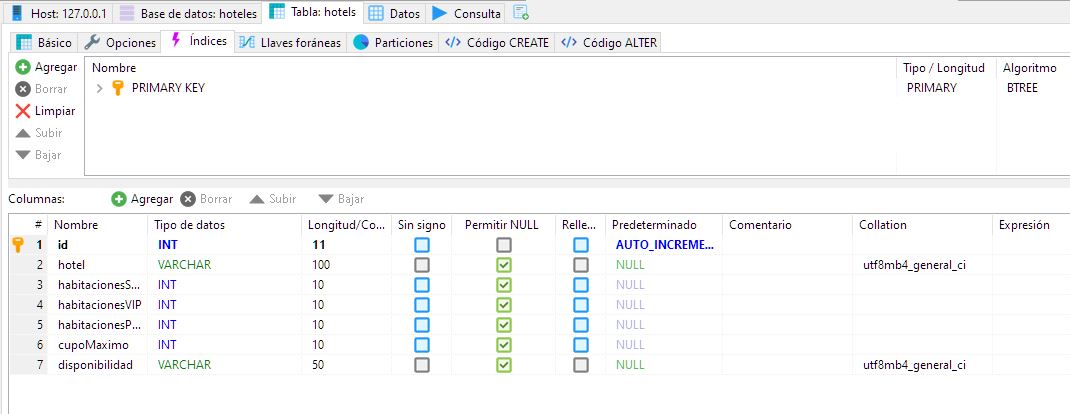 Host: 127.0.0.1 Base de datos: hoteles Tabla: hotels Datos Consulta
Básico Opciones Índices Llaves foráneas Particiones Código CREATE Código ALTER
Agregar
Borrar
Limpiar
Subir
Bajar
Nombre Tipo / Longitud Algoritmo
PRIMARY KEY PRIMARY BTREE
Columnas: Agregar Borrar Subir Bajar
# Nombre Tipo de datos Longitud/Co... Sin signo Permitir NULL Relle... Predeterminado Comentario Collation Expresión
1 id INT 11 AUTO_INCREME...
2 hotel VARCHAR 100 NULL utf8mb4_general_ci
3 habitacionesS... INT 10 NULL
4 habitacionesVIP INT 10 NULL
5 habitacionesP... INT 10 NULL
6 cupoMaximo INT 10 NULL
7 disponibilidad VARCHAR 50 NULL utf8mb4_general_ci